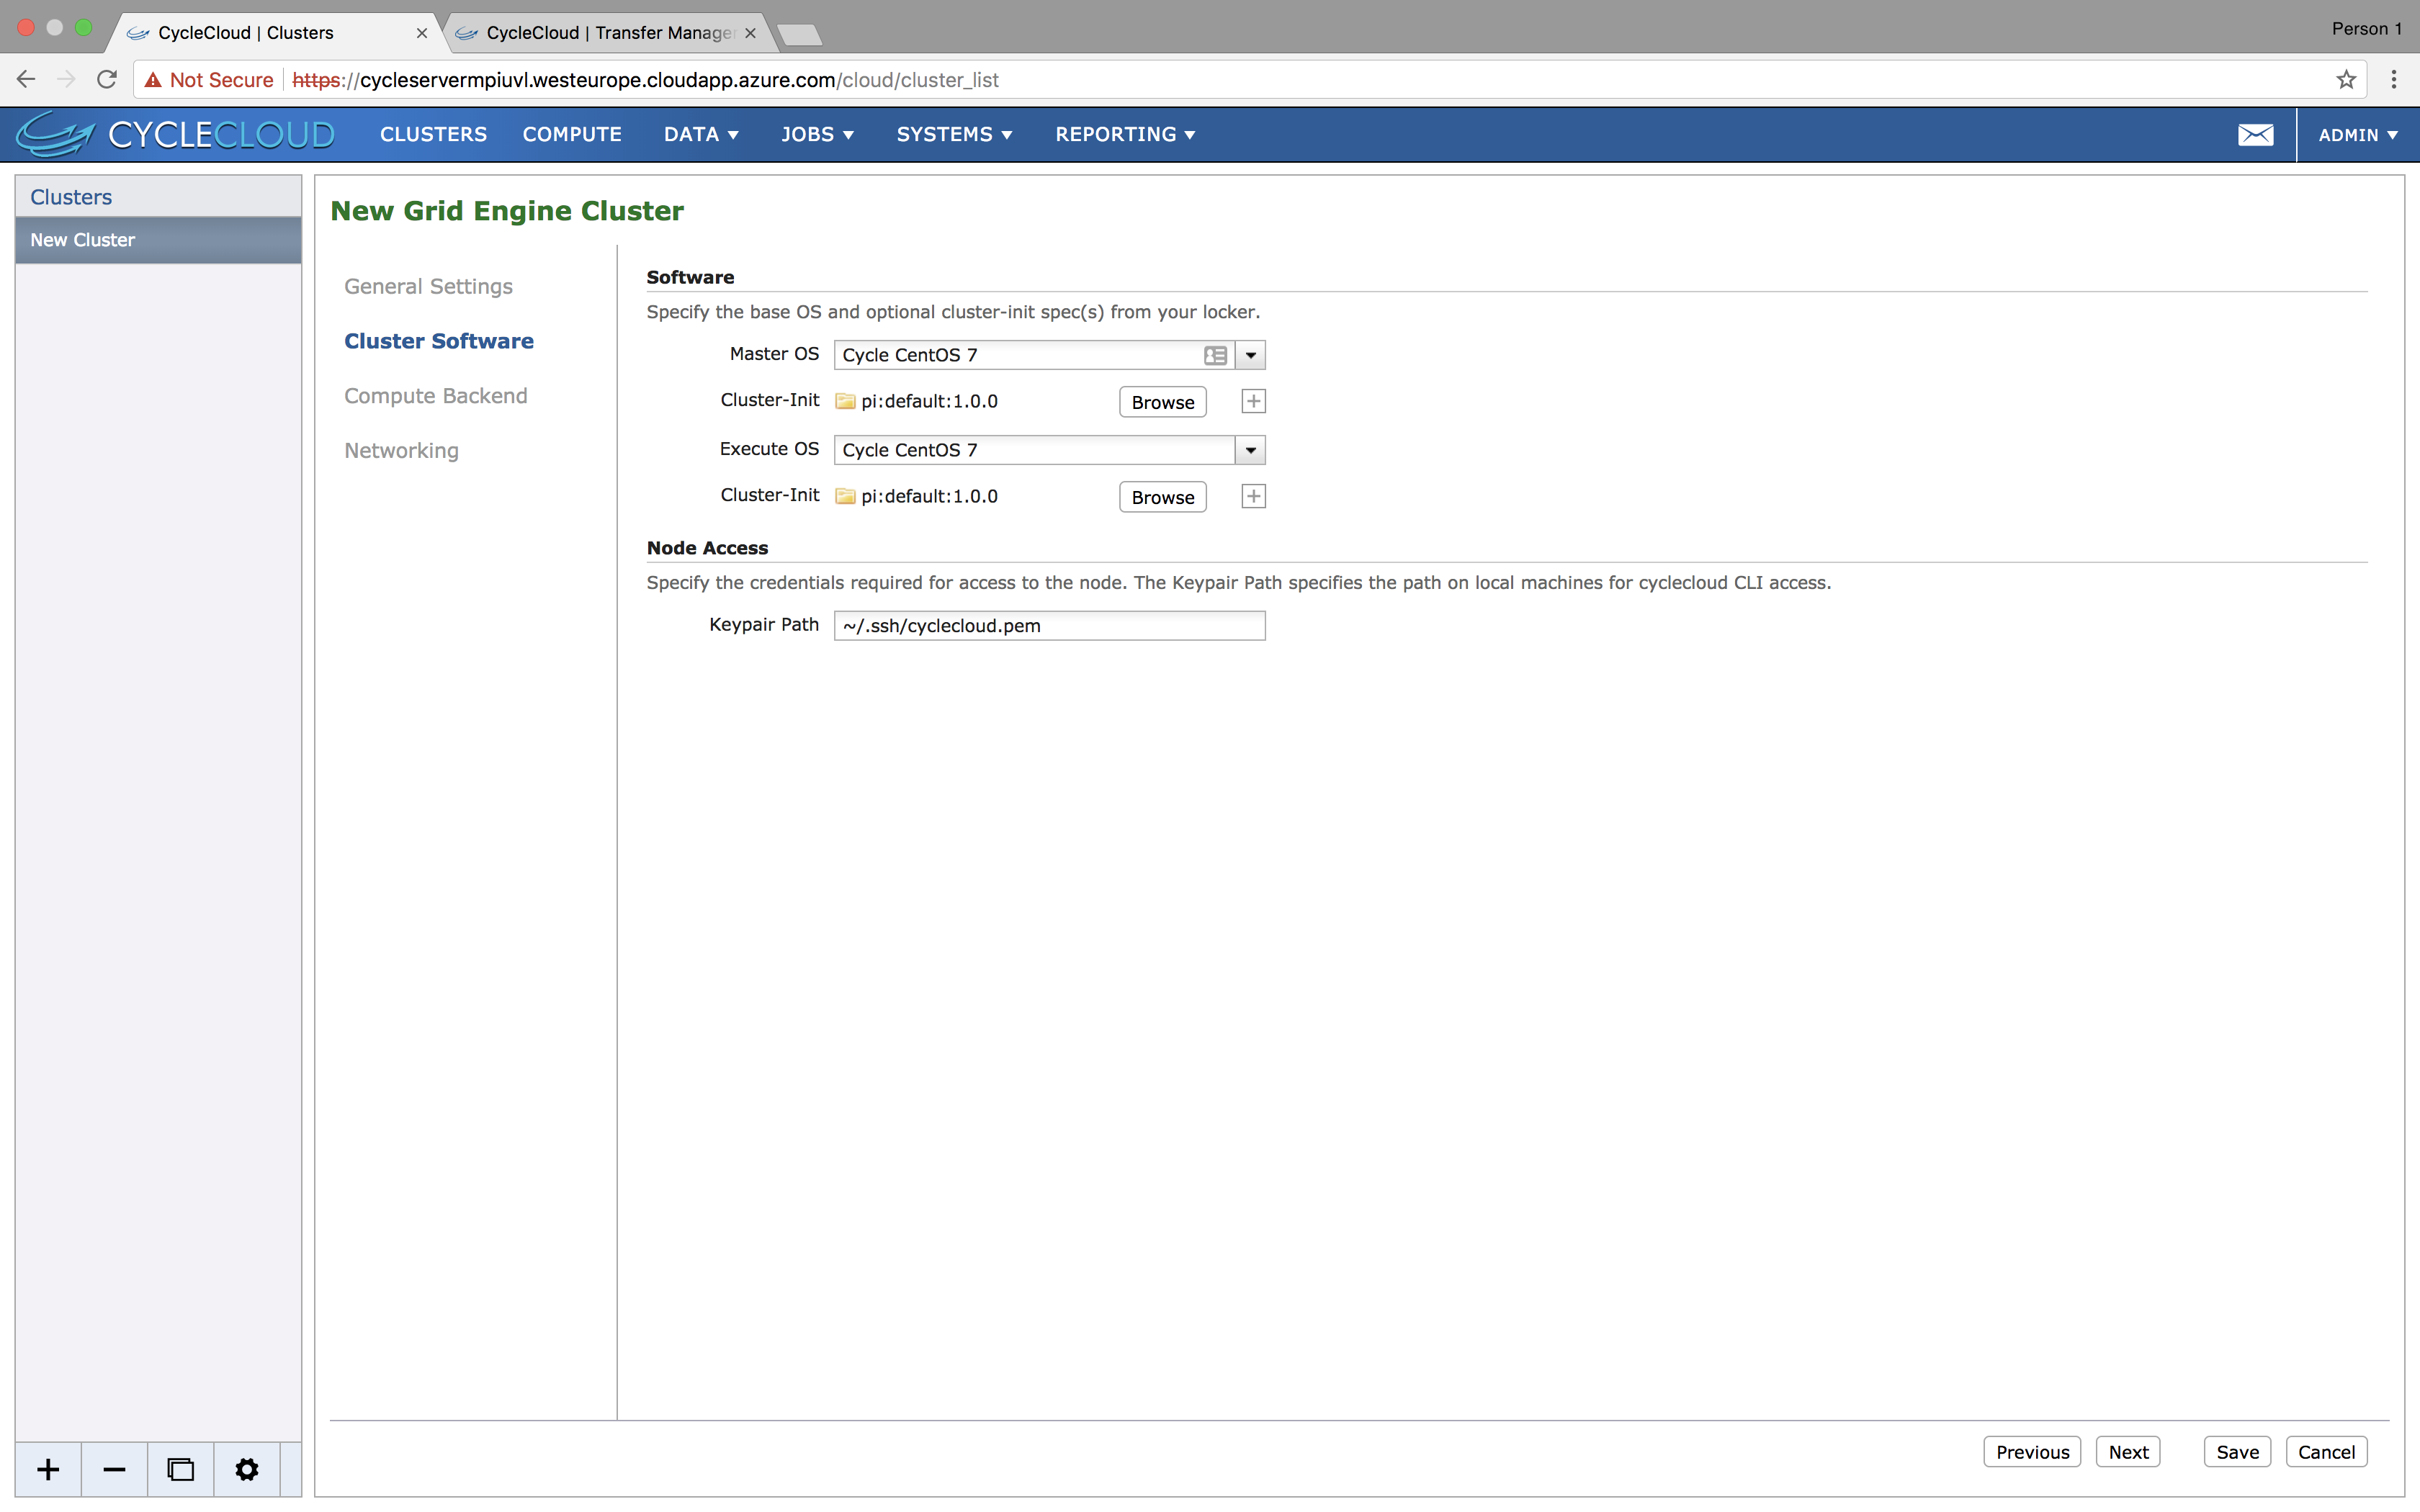 CycleCloud | Clusters
CycleCloud | Transfer Manager
Person 1
Not Secure https://cycleservermpiuvl.westeurope.cloudapp.azure.com/cloud/cluster_list
CYCLECLOUD CLUSTERS COMPUTE DATA JOBS SYSTEMS REPORTING ADMIN
Clusters
New Cluster
New Grid Engine Cluster
General Settings
Cluster Software
Compute Backend
Networking
Software
Specify the base OS and optional cluster-init spec(s) from your locker.
Master OS Cycle CentOS 7
Cluster-Init pi:default:1.0.0 Browse
Execute OS Cycle CentOS 7
Cluster-Init pi:default:1.0.0 Browse
Node Access
Specify the credentials required for access to the node. The Keypair Path specifies the path on local machines for cyclecloud CLI access.
Keypair Path ~/.ssh/cyclecloud.pem
Previous Next Save Cancel